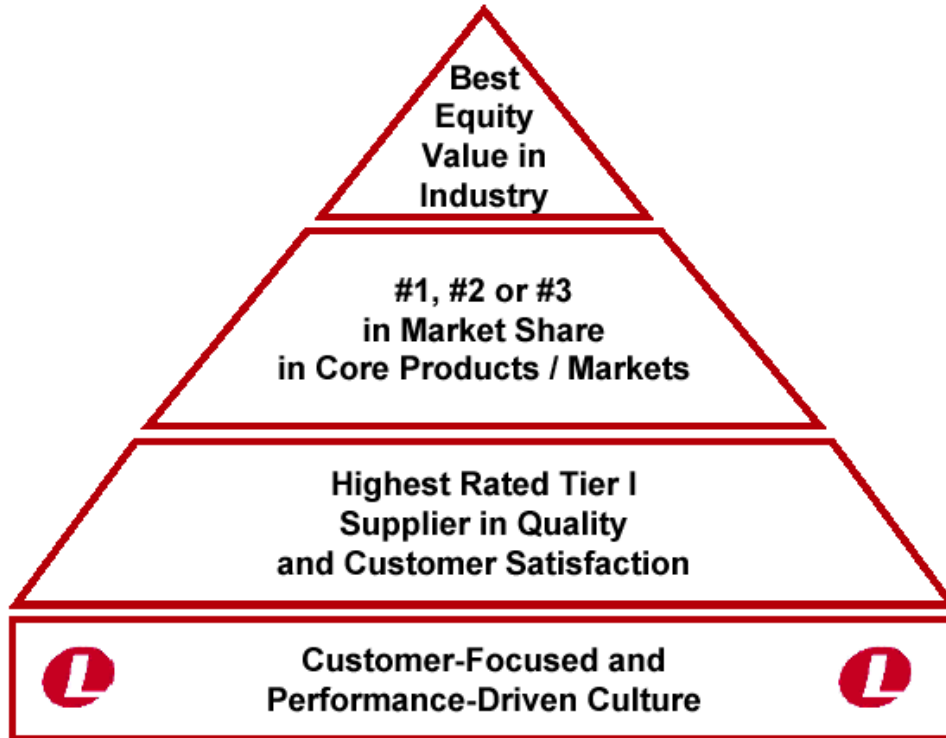 Best
Equity
Value in
Industry
#1, #2 or #3
in Market Share
in Core Products / Markets
Highest Rated Tier I
Supplier in Quality
and Customer Satisfaction
Customer-Focused and
Performance-Driven Culture
L
L